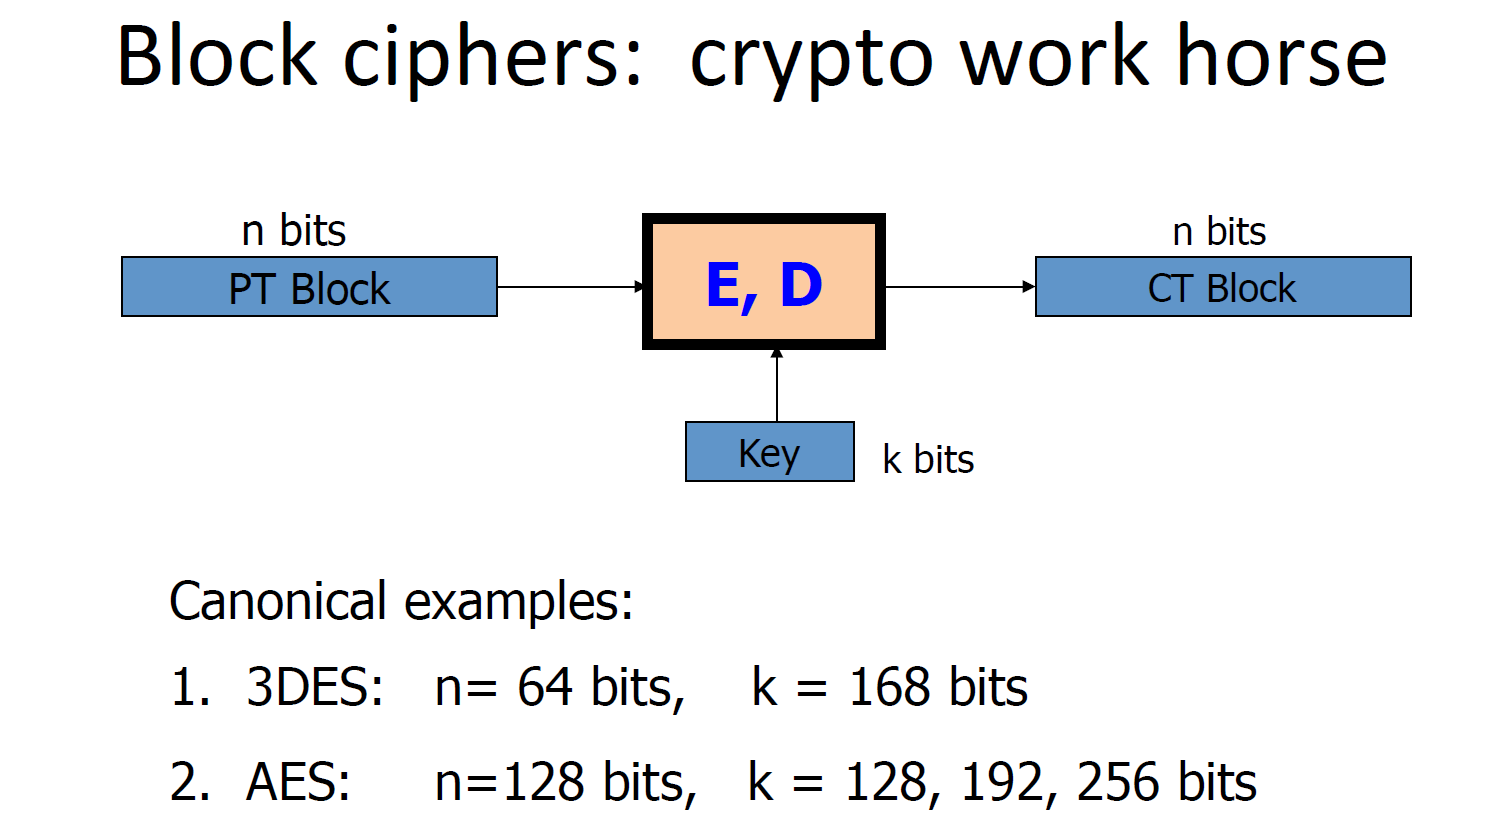 Block ciphers:  crypto work horse
n bits
n bits
PT Block
E, D
CT Block
Key
k bits
Canonical examples:
1. 3DES: n= 64 bits, k = 168 bits
2. AES: n=128 bits, k = 128, 192, 256 bits